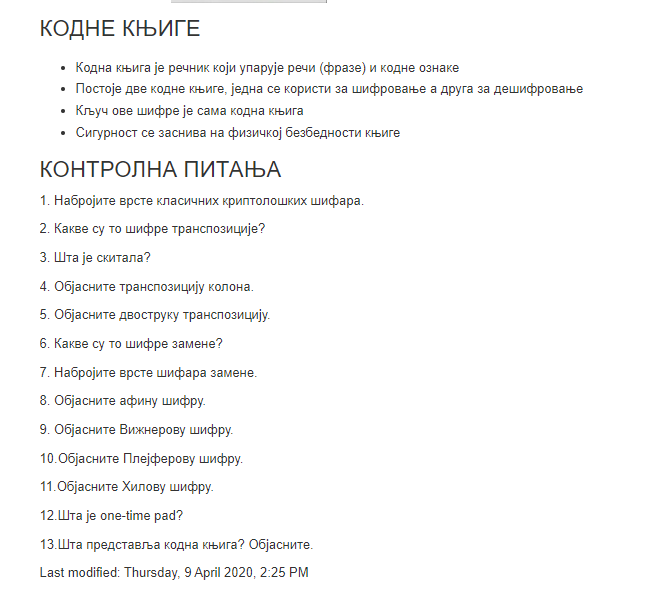 КОДНЕ КЊИГЕ
Кодна књига је речник који упарује речи (фразе) и кодне ознаке
Постоје две кодне књиге, једна се користи за шифровање а друга за дешифровање
Кључ ове шифре је сама кодна књига
Сигурност се заснива на физичкој безбедности књиге
КОНТРОЛНА ПИТАЊА
1. Набројите врсте класичних криптолошких шифара.
2. Какве су то шифре транспозиције?
3. Шта је скитала?
4. Објасните транспозицију колона.
5. Објасните двоструку транспозицију.
6. Какве су то шифре замене?
7. Набројите врсте шифара замене.
8. Објасните афину шифру.
9. Објасните Вижнерову шифру.
10.Објасните Плејферову шифру.
11.Објасните Хилову шифру.
12.Шта је one-time pad?
13.Шта представља кодна књига? Објасните.
Last modified: Thursday, 9 April 2020, 2:25 PM